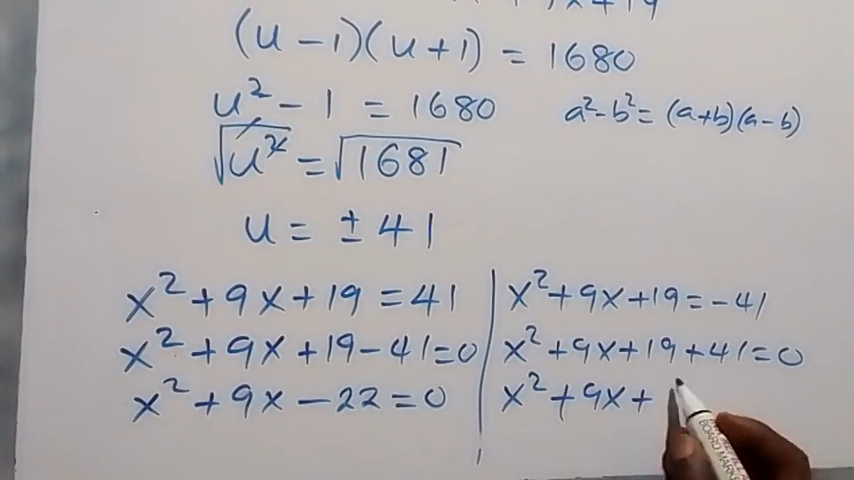 (u - 1)(u + 1) = 1680
u² - 1 = 1680
a² - b² = (a+b)(a-b)
√u² = √1681
u = ± 41
x² + 9x + 19 = 41
x² + 9x + 19 - 41 = 0
x² + 9x - 22 = 0
x² + 9x + 19 = -41
x² + 9x + 19 + 41 = 0
x² + 9x +